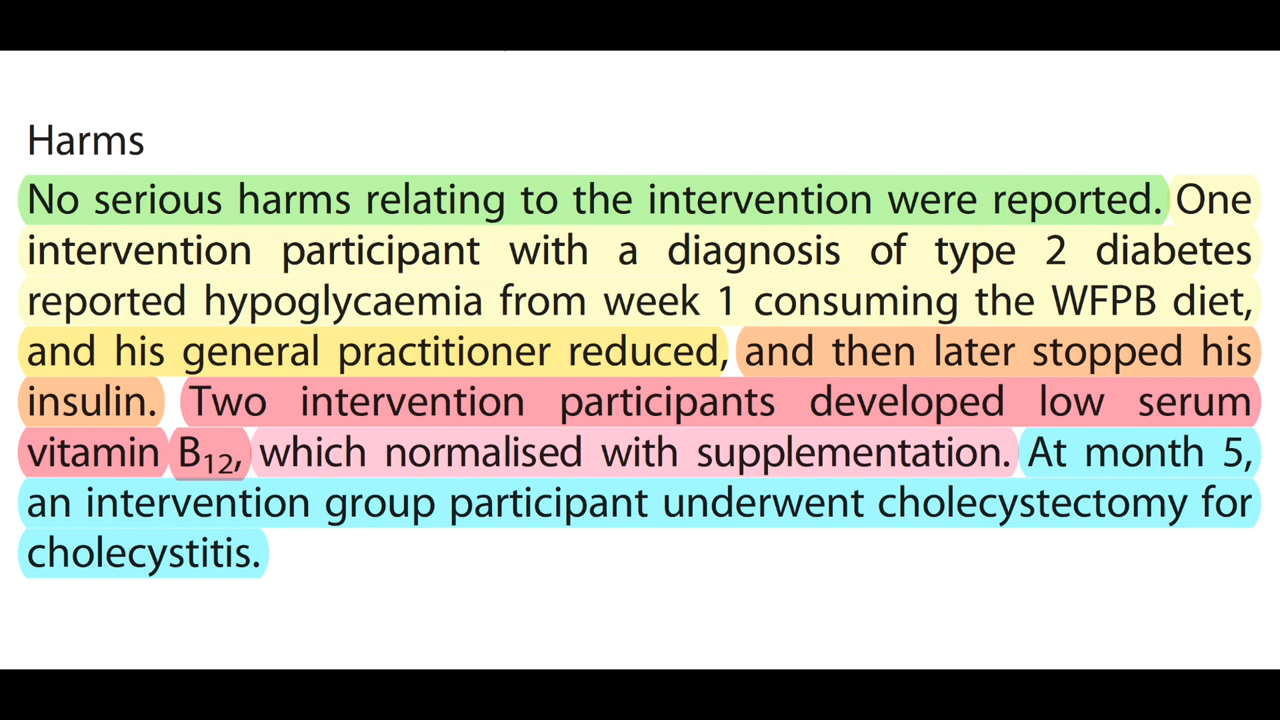 Harms
No serious harms relating to the intervention were reported. One
intervention participant with a diagnosis of type 2 diabetes
reported hypoglycaemia from week 1 consuming the WFPB diet,
and his general practitioner reduced, and then later stopped his
insulin. Two intervention participants developed low serum
vitamin B₁₂, which normalised with supplementation. At month 5,
an intervention group participant underwent cholecystectomy for
cholecystitis.